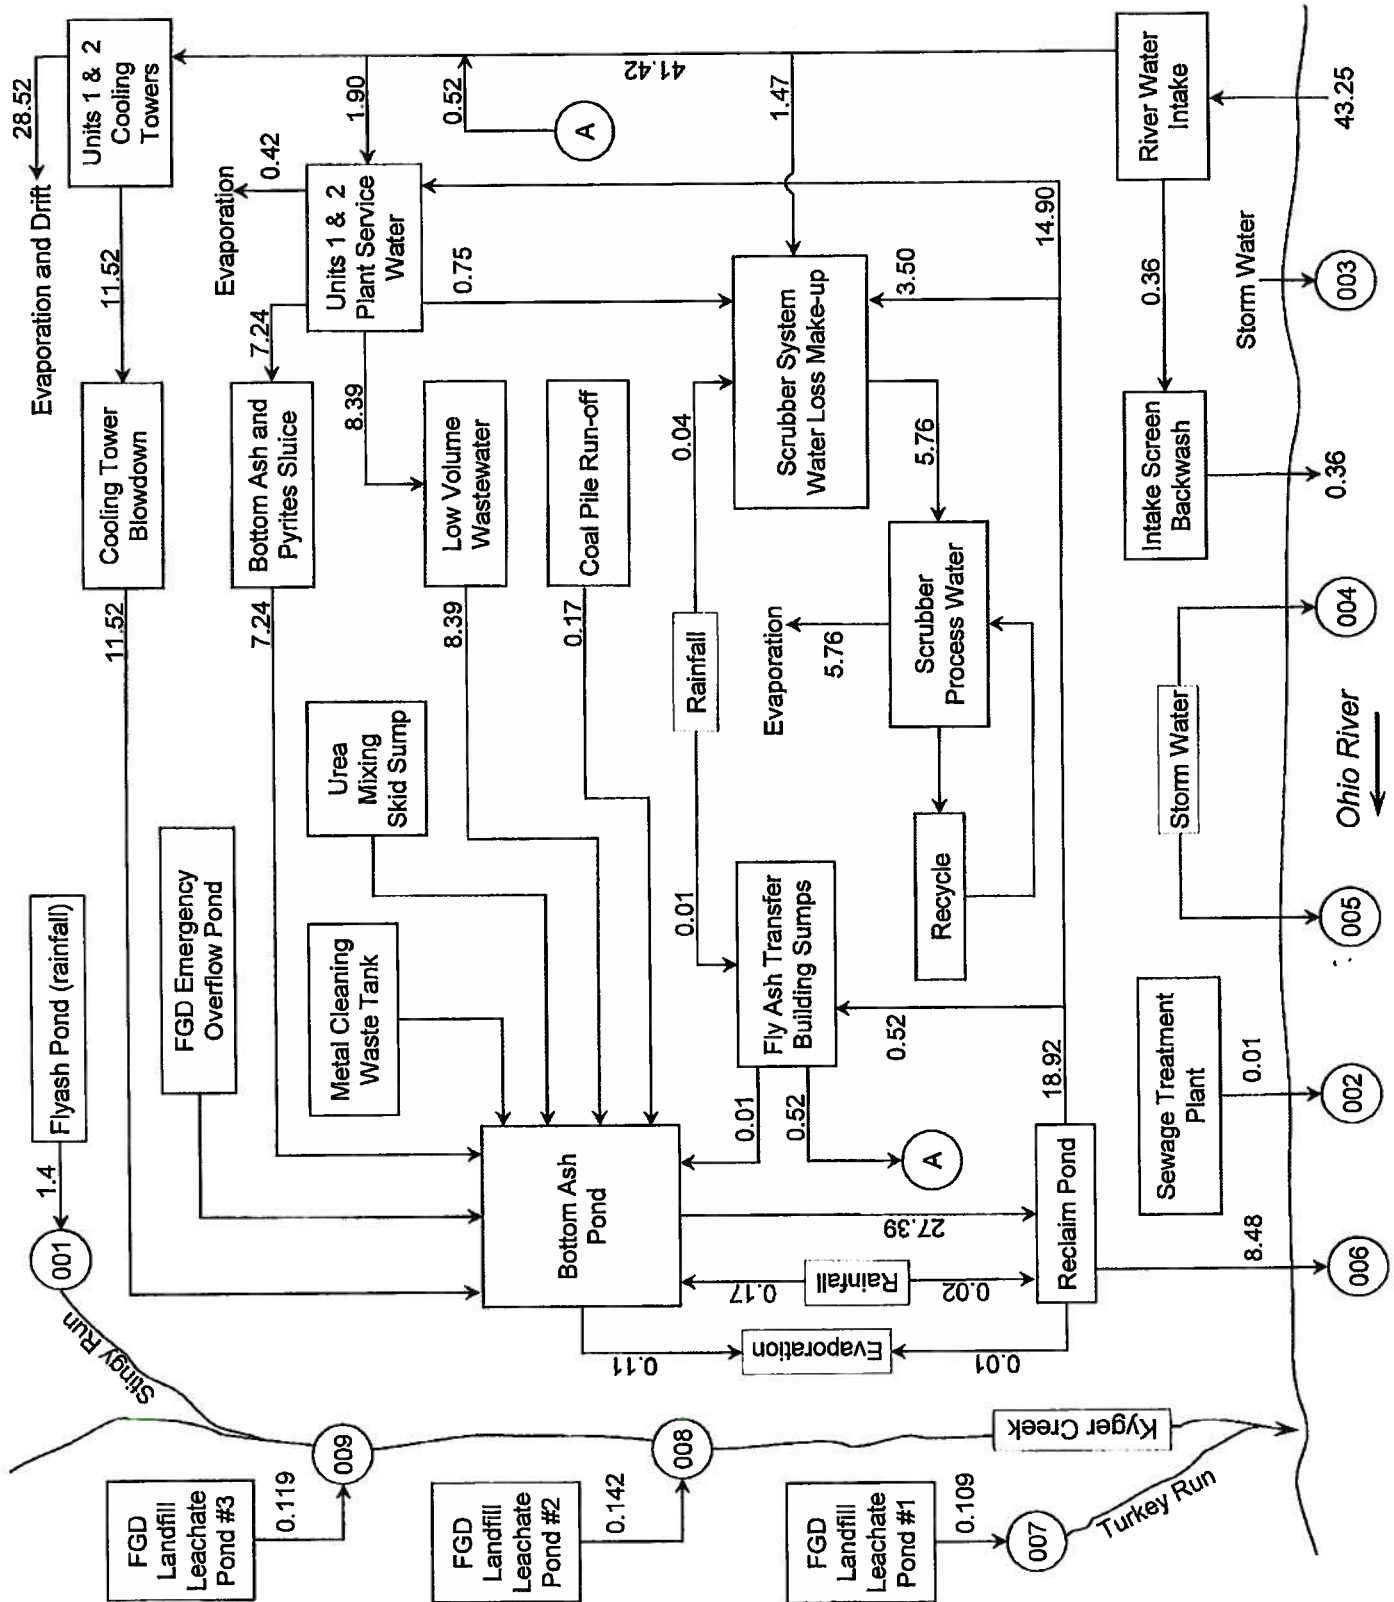 Evaporation and Drift
28.52
Units 1 & 2
Cooling
Towers
11.52
Cooling Tower
Blowdown
11.52
Flyash Pond (rainfall)
1.4
001
Stingy Run
FGD Emergency
Overflow Pond
Bottom Ash and
Pyrites Sluice
7.24
7.24
Evaporation
0.42
Units 1 & 2
Plant Service
Water
1.90
0.52
A
41.42
1.47
8.39
0.75
Low Volume
Wastewater
8.39
Coal Pile Run-off
0.17
Urea
Mixing
Skid Sump
Metal Cleaning
Waste Tank
Bottom Ash
Pond
Rainfall
0.04
0.01
Scrubber System
Water Loss Make-up
3.50
14.90
5.76
Evaporation
5.76
Scrubber
Process Water
Recycle
Fly Ash Transfer
Building Sumps
0.01
0.52
0.52
A
18.92
27.39
Rainfall
0.17
0.02
Evaporation
0.11
0.01
Reclaim Pond
8.48
006
River Water
Intake
43.25
0.36
Intake Screen
Backwash
0.36
Storm Water
003
Storm Water
004
005
Sewage Treatment
Plant
0.01
002
Ohio River
FGD
Landfill
Leachate
Pond #3
0.119
009
FGD
Landfill
Leachate
Pond #2
0.142
008
FGD
Landfill
Leachate
Pond #1
0.109
007
Turkey Run
Kyger Creek